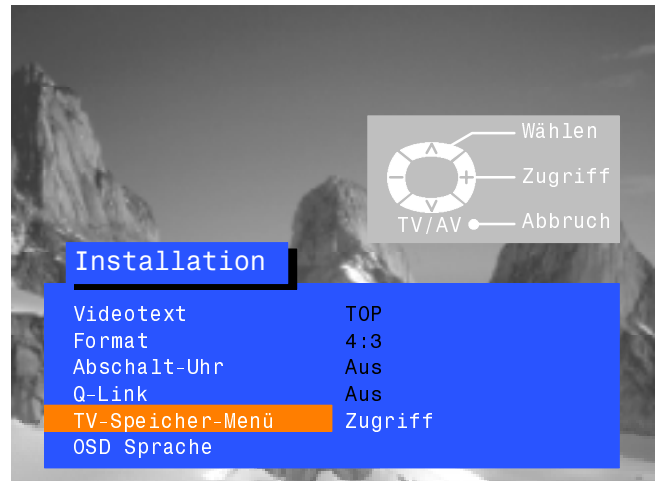 Wählen
Zugriff
TV/AV Abbruch
Installation
Videotext TOP
Format 4:3
Abschalt-Uhr Aus
Q-Link Aus
TV-Speicher-Menü Zugriff
OSD Sprache